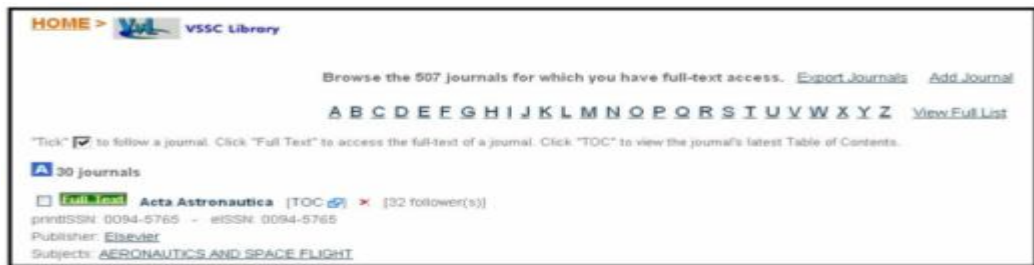 HOME > VSSC Library
Browse the 507 journals for which you have full-text access. Export Journals Add Journal
A B C D E F G H I J K L M N O P Q R S T U V W X Y Z View Full List
"Tick" to follow a journal. Click "Full Text" to access the full-text of a journal. Click "TOC" to view the journal's latest Table of Contents.
A 30 journals
Full Text Acta Astronautica [TOC] [32 follower(s)]
printISSN: 0094-5765 - eISSN: 0094-5765
Publisher: Elsevier
Subjects: AERONAUTICS AND SPACE FLIGHT